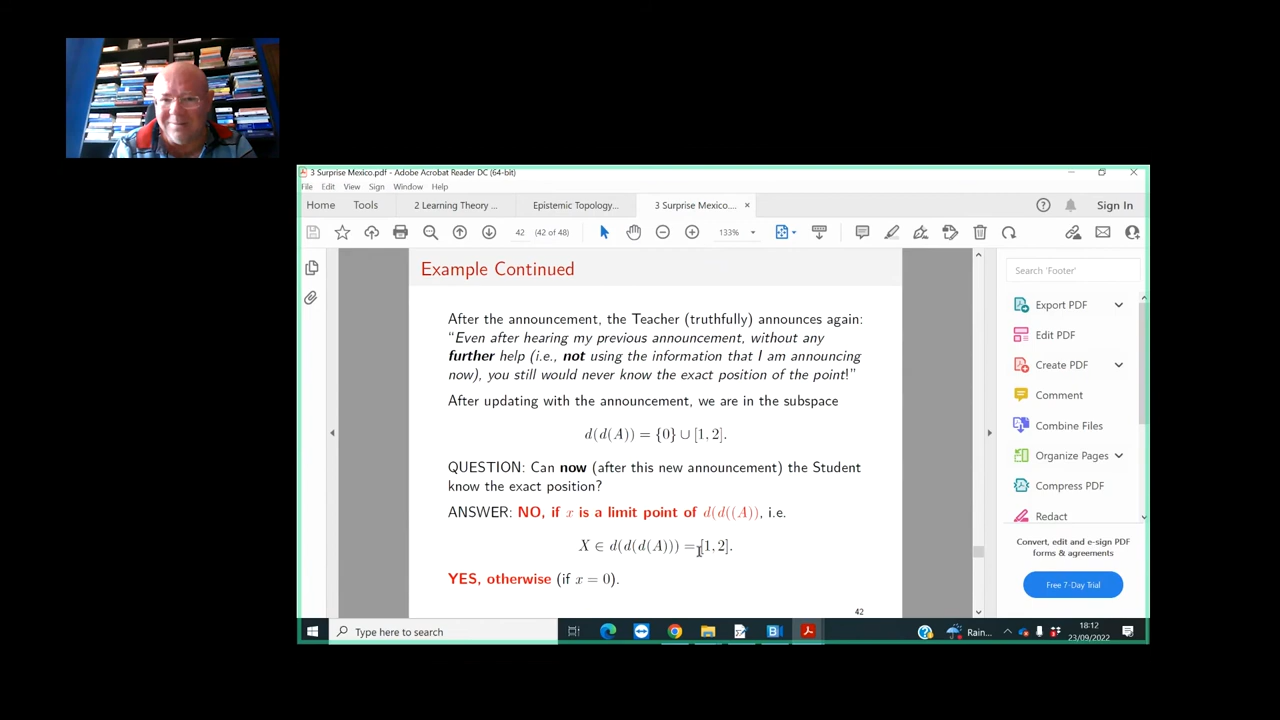 3 Surprise Mexico.pdf - Adobe Acrobat Reader DC (64-bit)
File Edit View Sign Window Help
Home Tools 2 Learning Theory ... Epistemic Topology... 3 Surprise Mexico.... × Sign In
42 (42 of 48) 133%
Example Continued
After the announcement, the Teacher (truthfully) announces again:
“Even after hearing my previous announcement, without any
further help (i.e., not using the information that I am announcing
now), you still would never know the exact position of the point!”
After updating with the announcement, we are in the subspace
d(d(A)) = {0} ∪ [1, 2].
QUESTION: Can now (after this new announcement) the Student
know the exact position?
ANSWER: NO, if x is a limit point of d(d((A)), i.e.
X ∈ d(d(d(A))) = [1, 2].
YES, otherwise (if x = 0).
42
Search 'Footer'
Export PDF
Edit PDF
Create PDF
Comment
Combine Files
Organize Pages
Compress PDF
Redact
Convert, edit and e-sign PDF
forms & agreements
Free 7-Day Trial
Type here to search
Rain...
18:12
23/09/2022